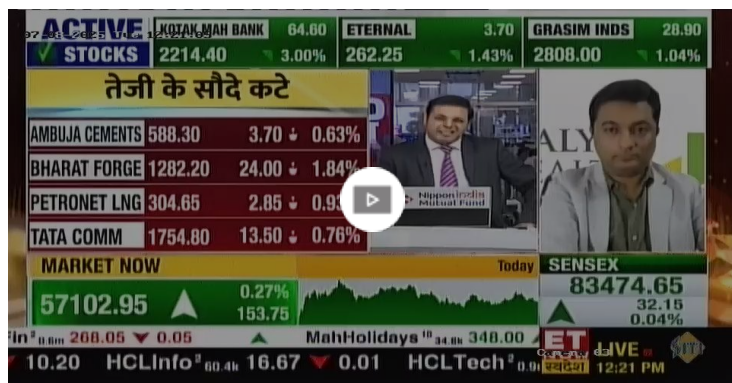 ACTIVE STOCKS
KOTAK MAH BANK 64.60
2214.40 3.00%
ETERNAL 3.70
262.25 1.43%
GRASIM INDS 28.90
2808.00 1.04%
तेजी के सौदे कटे
AMBUJA CEMENTS 588.30 3.70 0.63%
BHARAT FORGE 1282.20 24.00 1.84%
PETRONET LNG 304.65 2.85
TATA COMM 1754.80 13.50 0.76%
Nippon india
Mutual Fund
MARKET NOW Today
57102.95 0.27%
153.75
SENSEX
83474.65
32.15
0.04%
268.05 0.05 MahHolidays 348.00
10.20 HCLInfo² 60.4k 16.67 0.01 HCLTech²
ET
स्वदेश
LIVE
12:21 PM